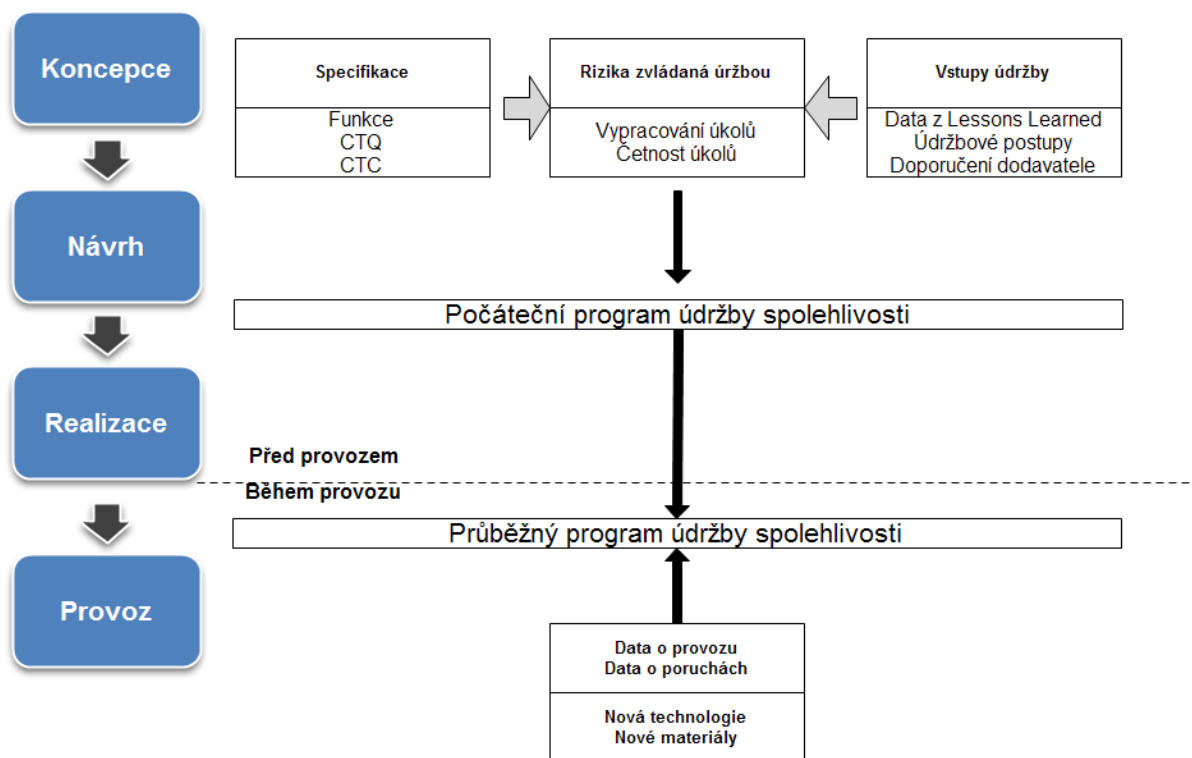 Koncepce
Návrh
Realizace
Provoz
Specifikace
Funkce
CTQ
CTC
Rizika zvládaná úržbou
Vypracování úkolů
Četnost úkolů
Vstupy údržby
Data z Lessons Learned
Údržbové postupy
Doporučení dodavatele
Počáteční program údržby spolehlivosti
Před provozem
Během provozu
Průběžný program údržby spolehlivosti
Data o provozu
Data o poruchách
Nová technologie
Nové materiály